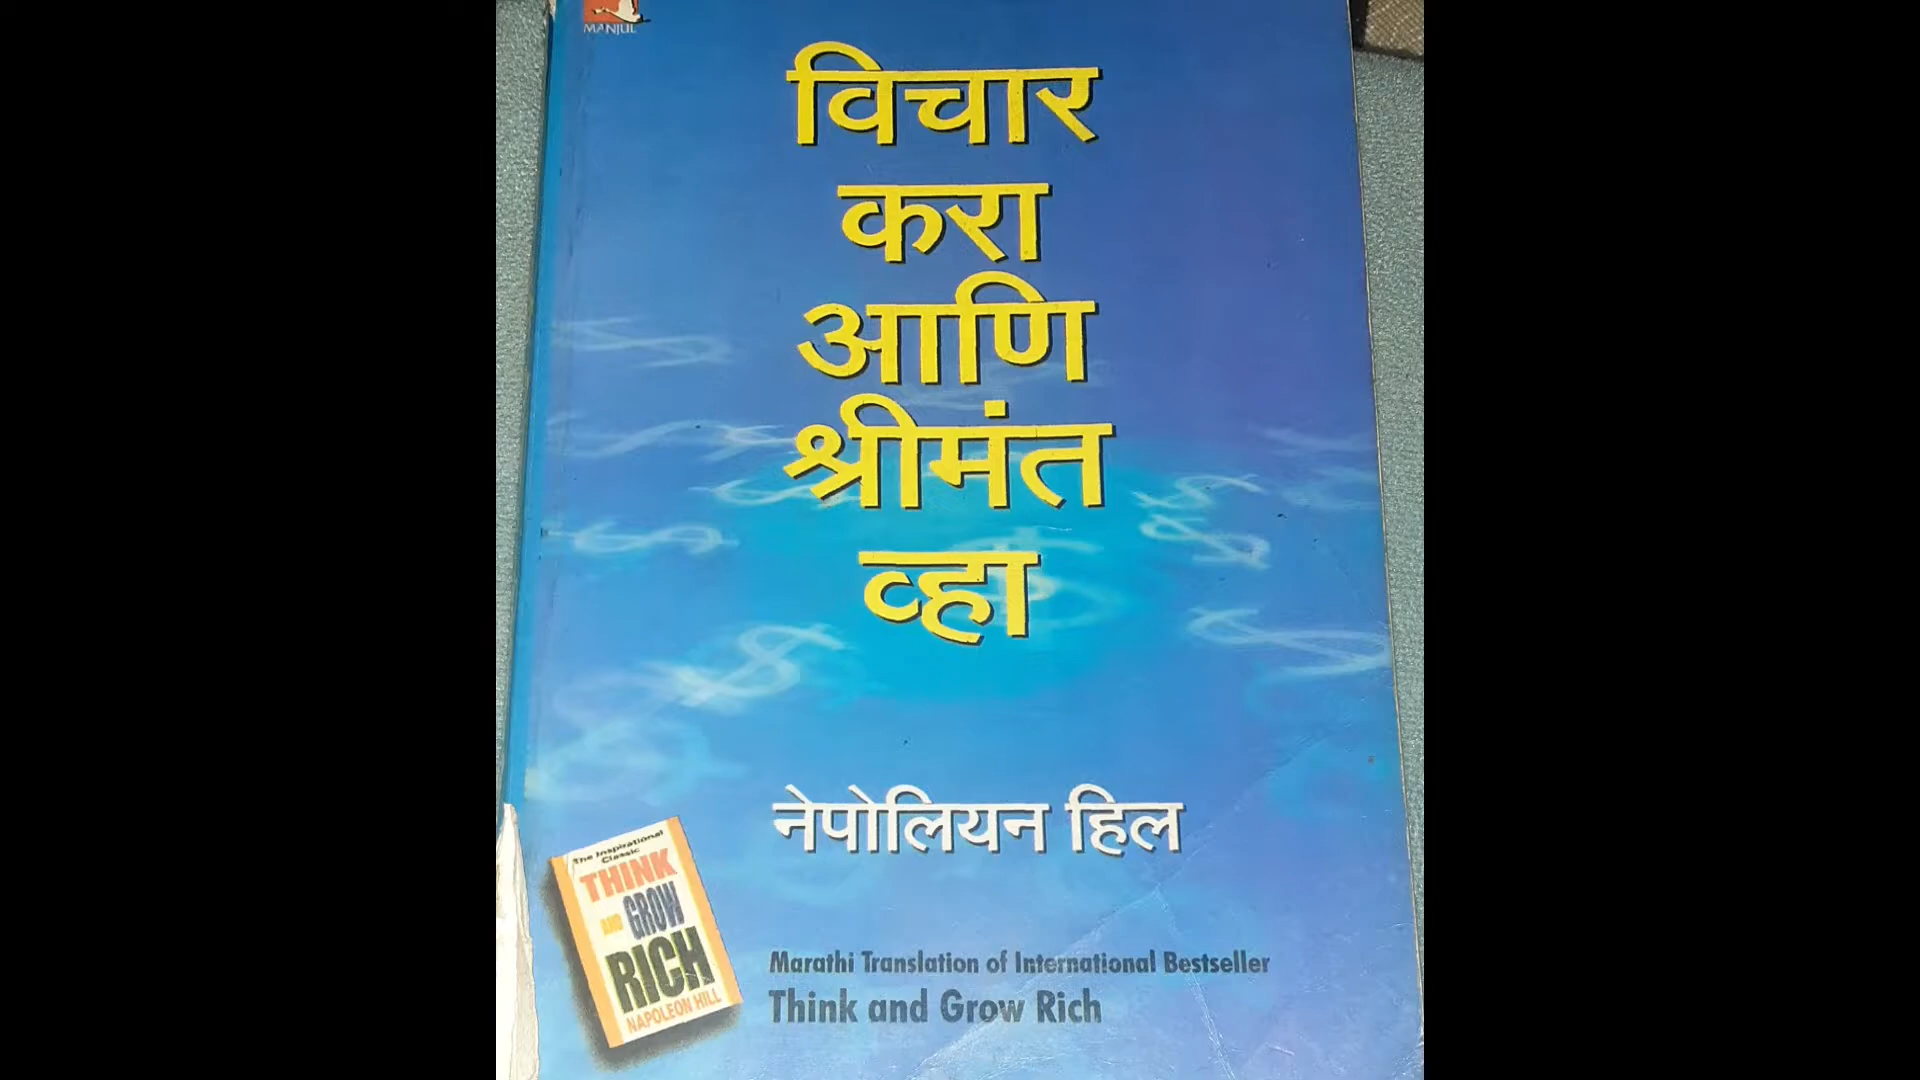 MANJUL
विचार
करा
आणि
श्रीमंत
व्हा
नेपोलियन हिल
The Inspirational
Classic
THINK
AND GROW
RICH
NAPOLEON HILL
Marathi Translation of International Bestseller
Think and Grow Rich